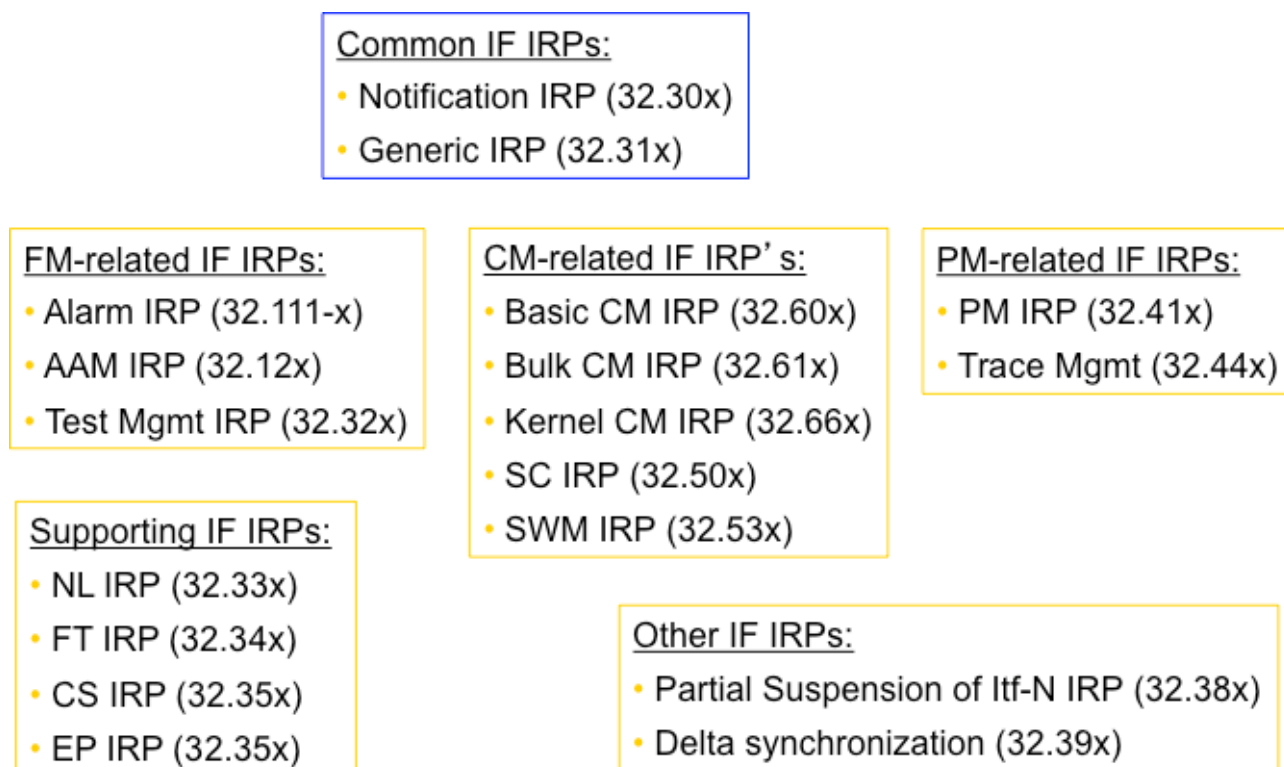 Common IF IRPs:
• Notification IRP (32.30x)
• Generic IRP (32.31x)
FM-related IF IRPs:
• Alarm IRP (32.111-x)
• AAM IRP (32.12x)
• Test Mgmt IRP (32.32x)
CM-related IF IRP’ s:
• Basic CM IRP (32.60x)
• Bulk CM IRP (32.61x)
• Kernel CM IRP (32.66x)
• SC IRP (32.50x)
• SWM IRP (32.53x)
PM-related IF IRPs:
• PM IRP (32.41x)
• Trace Mgmt (32.44x)
Supporting IF IRPs:
• NL IRP (32.33x)
• FT IRP (32.34x)
• CS IRP (32.35x)
• EP IRP (32.35x)
Other IF IRPs:
• Partial Suspension of Itf-N IRP (32.38x)
• Delta synchronization (32.39x)